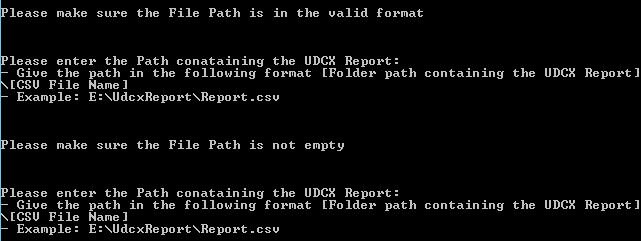 Please make sure the File Path is in the valid format
Please enter the Path conataining the UDCX Report:
- Give the path in the following format [Folder path containing the UDCX Report]
\[CSV File Name]
- Example: E:\UdcxReport\Report.csv
Please make sure the File Path is not empty
Please enter the Path conataining the UDCX Report:
- Give the path in the following format [Folder path containing the UDCX Report]
\[CSV File Name]
- Example: E:\UdcxReport\Report.csv